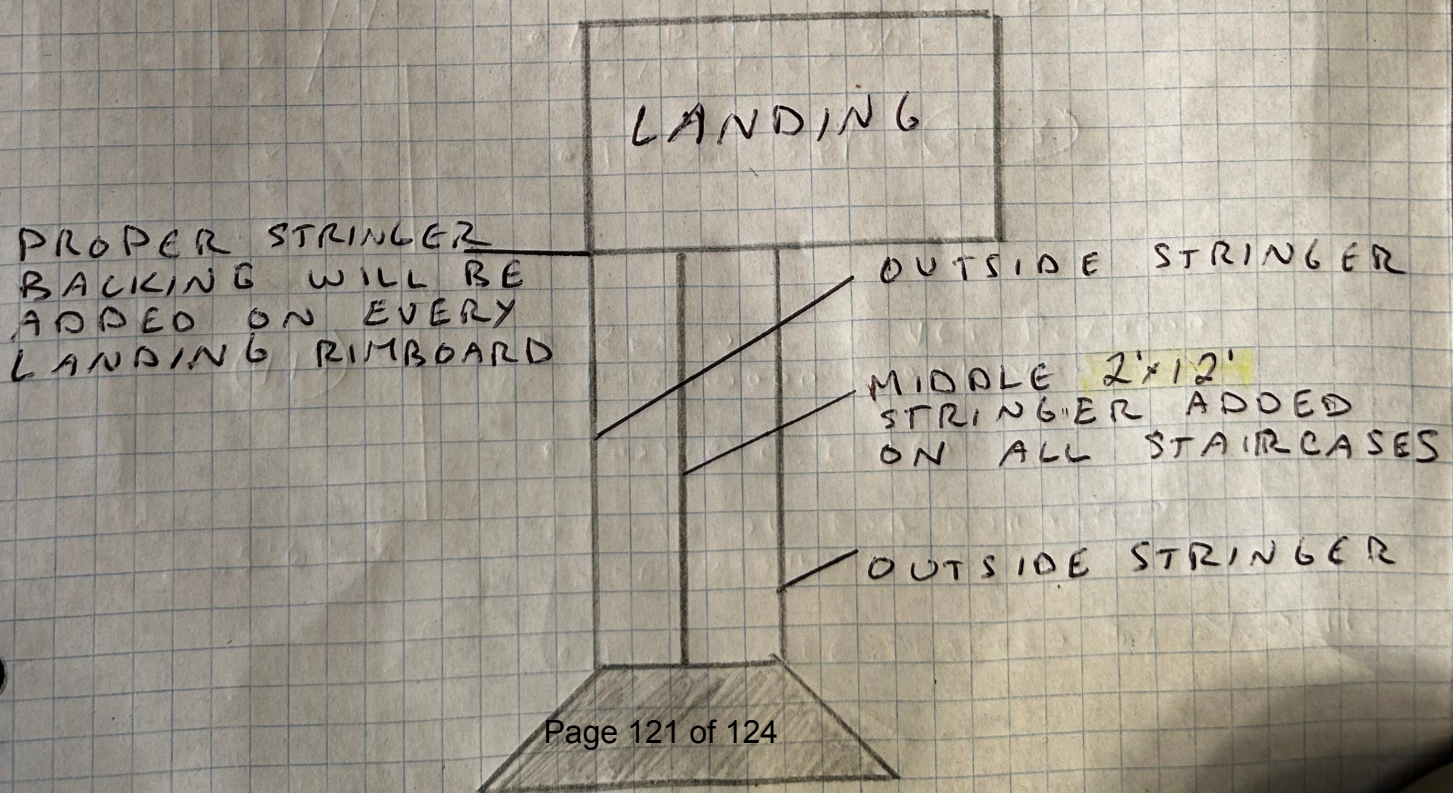 LANDING
PROPER STRINGER
BACKING WILL BE
ADDED ON EVERY
LANDING RIMBOARD
OUTSIDE STRINGER
MIDDLE 2'x12'
STRINGER ADDED
ON ALL STAIRCASES
OUTSIDE STRINGER
Page 121 of 124